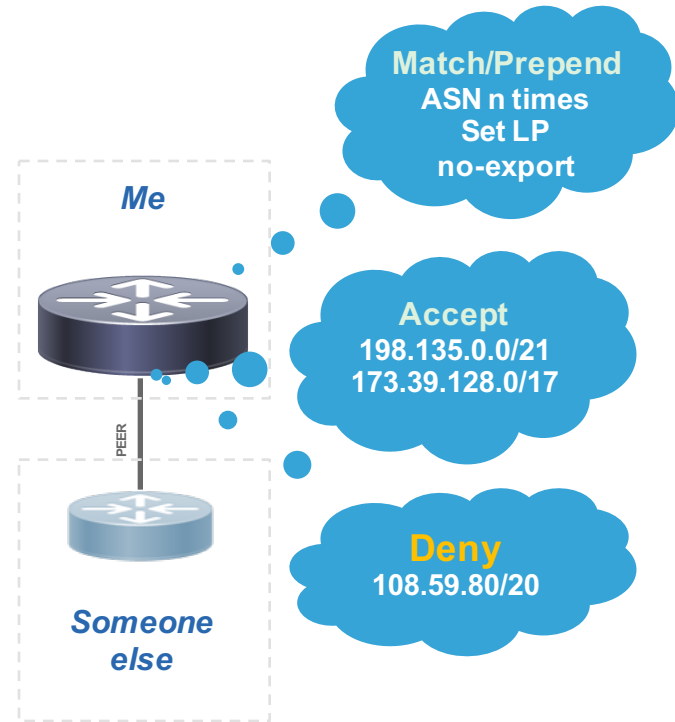 Match/Prepend
ASN n times
Set LP
no-export
Me
Accept
198.135.0.0/21
173.39.128.0/17
PEER
Deny
108.59.80/20
Someone
else